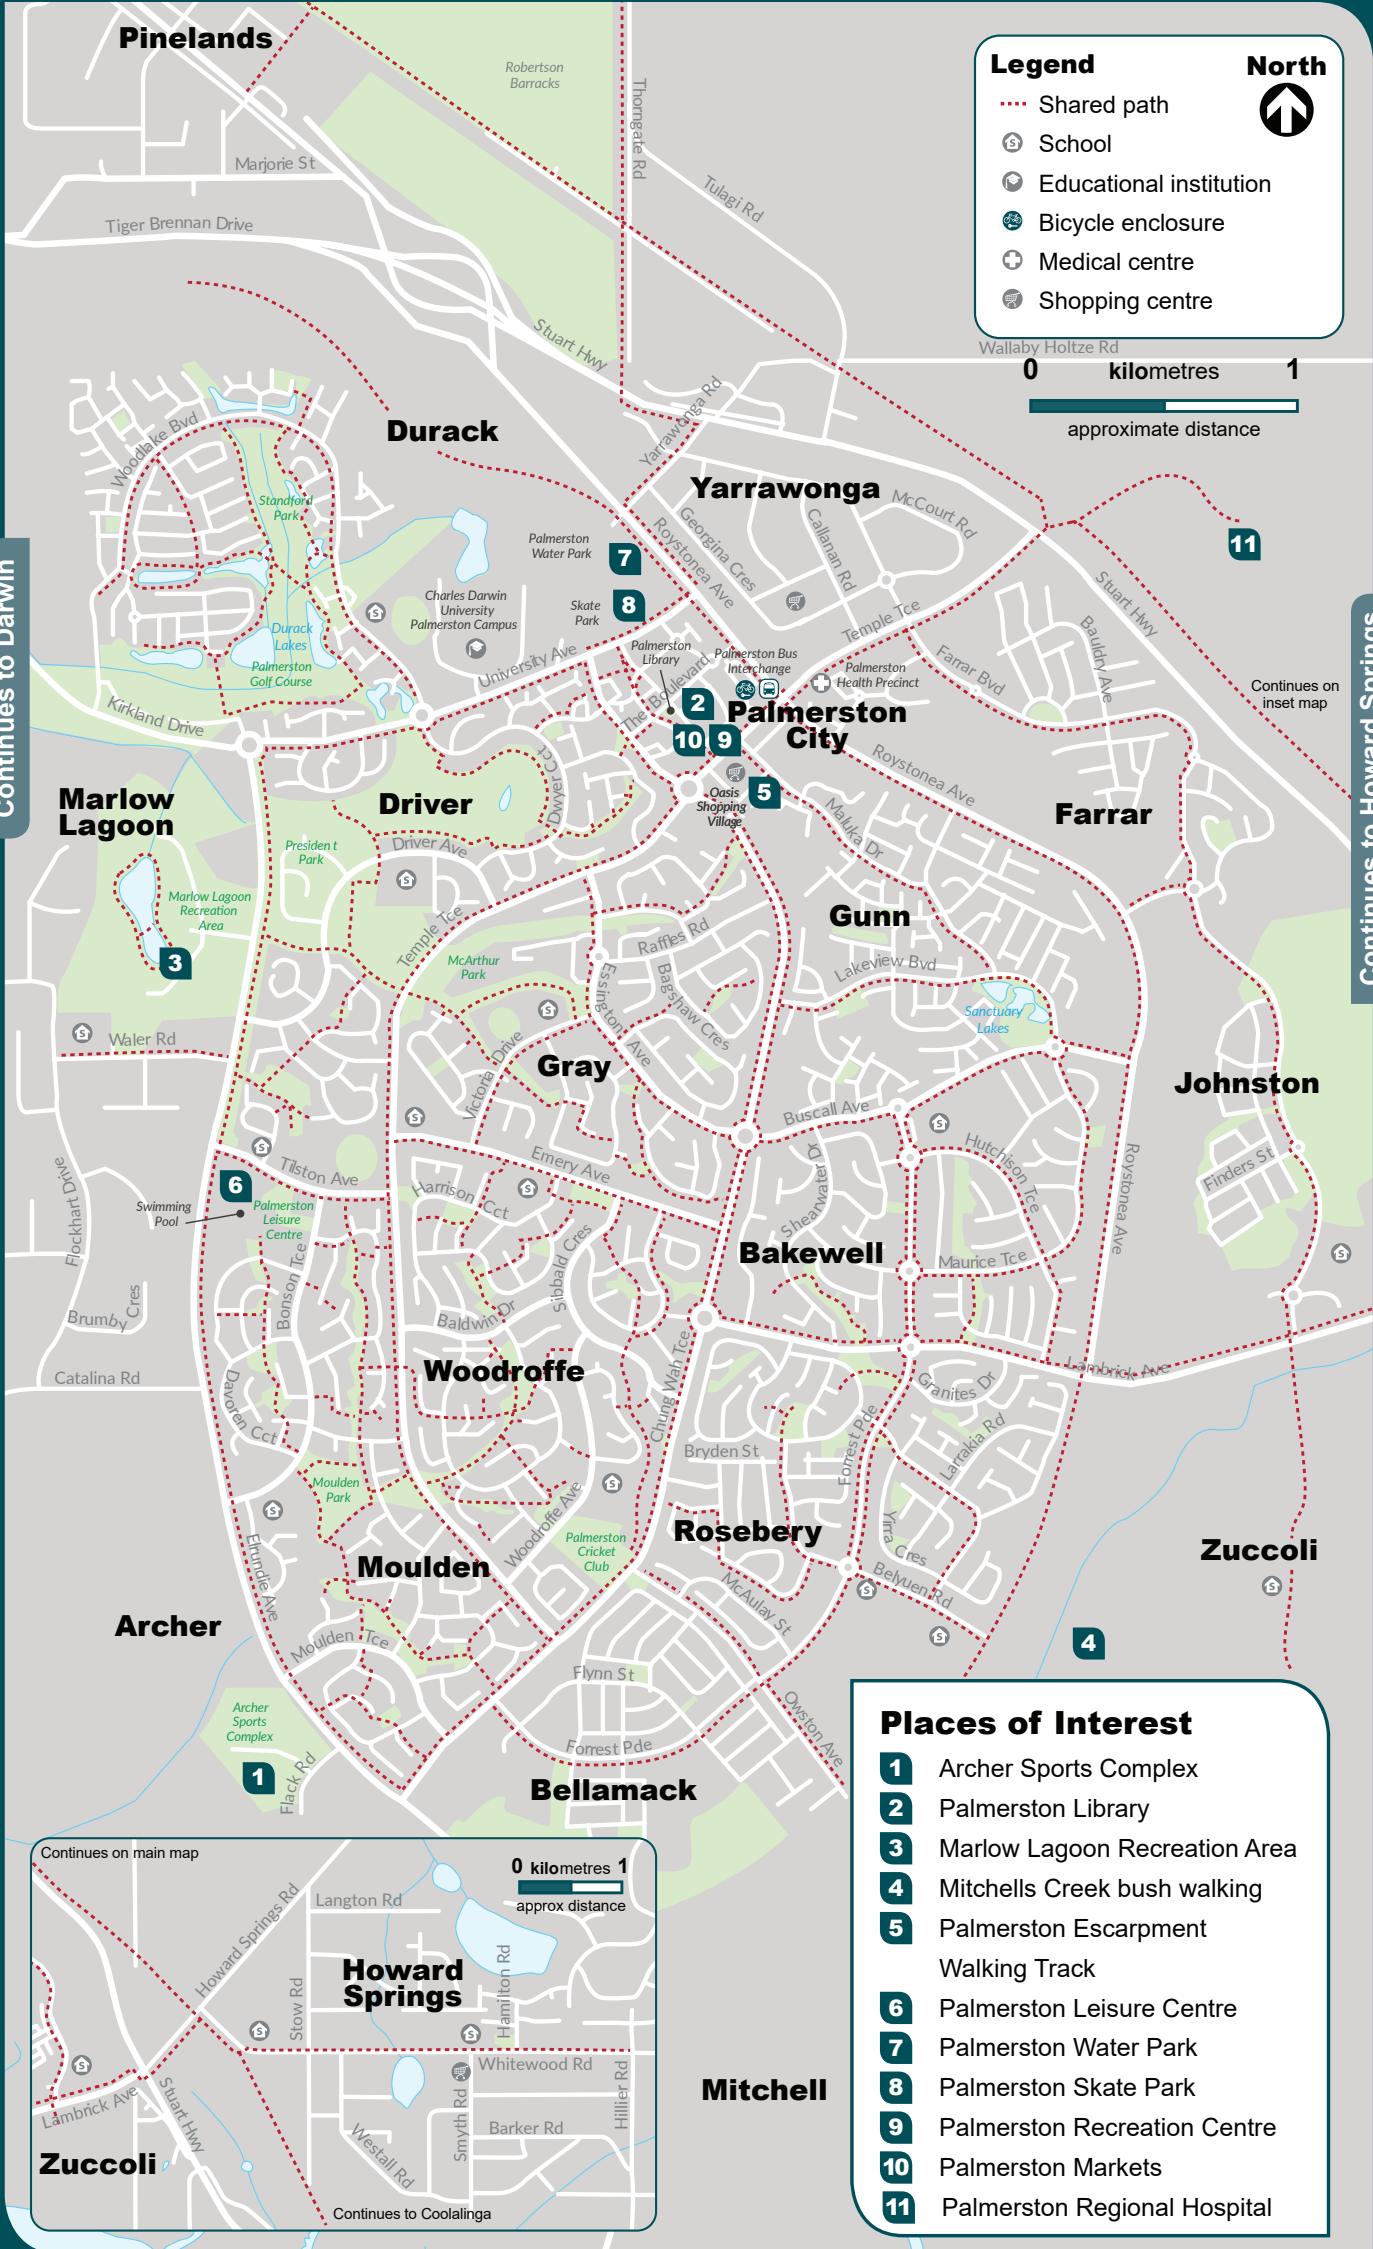 Pinelands
Robertson
Barracks
Thorngate Rd
Tulagi Rd
Marjorie St
Tiger Brennan Drive
Stuart Hwy
Legend
North
Shared path
School
Educational institution
Bicycle enclosure
Medical centre
Shopping centre
Wallaby Holtze Rd
0 kilometres 1
approximate distance
Durack
Woodlake Bvd
Yarrawonga Rd
Yarrawonga
McCourt Rd
Standford
Park
Georgina Cres
Roystonea Ave
Callanan Rd
Palmerston
Water Park
7
11
Continues to Darwin
Charles Darwin
University
Palmerston Campus
Skate
Park
8
Temple Tce
Stuart Hwy
Bauldry Ave
Durack
Lakes
Palmerston
Golf Course
University Ave
Palmerston
Library
The Boulevard
Palmerston Bus
Interchange
Palmerston
Health Precinct
Farrar Bvd
Continues on
inset map
Continues to Howard Springs
Kirkland Drive
2
Palmerston
City
10
9
Dwyer Cct
Roystonea Ave
Marlow
Lagoon
Driver
Oasis
Shopping
Village
5
Maluka Dr
Farrar
President
Park
Driver Ave
Marlow Lagoon
Recreation
Area
3
Temple Tce
McArthur
Park
Raffles Rd
Gunn
Lakeview Bvd
Essington Ave
Bagshaw Cres
Sanctuary
Lakes
Waler Rd
Victoria Drive
Gray
Johnston
Buscall Ave
Hutchison Tce
Roystonea Ave
Finders St
Flockhart Drive
Tilston Ave
6
Emery Ave
Harrison Cct
Shearwater Dr
Swimming
Pool
Palmerston
Leisure
Centre
Bonson Tce
Sibbald Cres
Bakewell
Maurice Tce
Brumby Cres
Baldwin Dr
Catalina Rd
Davoren Cct
Woodroffe
Chung Wah Tce
Lambrick Ave
Granites Dr
Bryden St
Forrest Pde
Larrakia Rd
Moulden
Park
Woodroffe Ave
Palmerston
Cricket
Club
Rosebery
Yirra Cres
Zuccoli
Elrundie Ave
Moulden
McAulay St
Belyuen Rd
Archer
Moulden Tce
4
Flynn St
Owston Ave
Archer
Sports
Complex
1
Flack Rd
Forrest Pde
Bellamack
Places of Interest
1 Archer Sports Complex
2 Palmerston Library
3 Marlow Lagoon Recreation Area
4 Mitchells Creek bush walking
5 Palmerston Escarpment
Walking Track
6 Palmerston Leisure Centre
7 Palmerston Water Park
8 Palmerston Skate Park
9 Palmerston Recreation Centre
10 Palmerston Markets
11 Palmerston Regional Hospital
Continues on main map
0 kilometres 1
approx distance
Howard Springs Rd
Langton Rd
Howard
Springs
Stow Rd
Hamilton Rd
Whitewood Rd
Lambrick Ave
Stuart Hwy
Westall Rd
Smyth Rd
Barker Rd
Hillier Rd
Zuccoli
Continues to Coolalinga
Mitchell